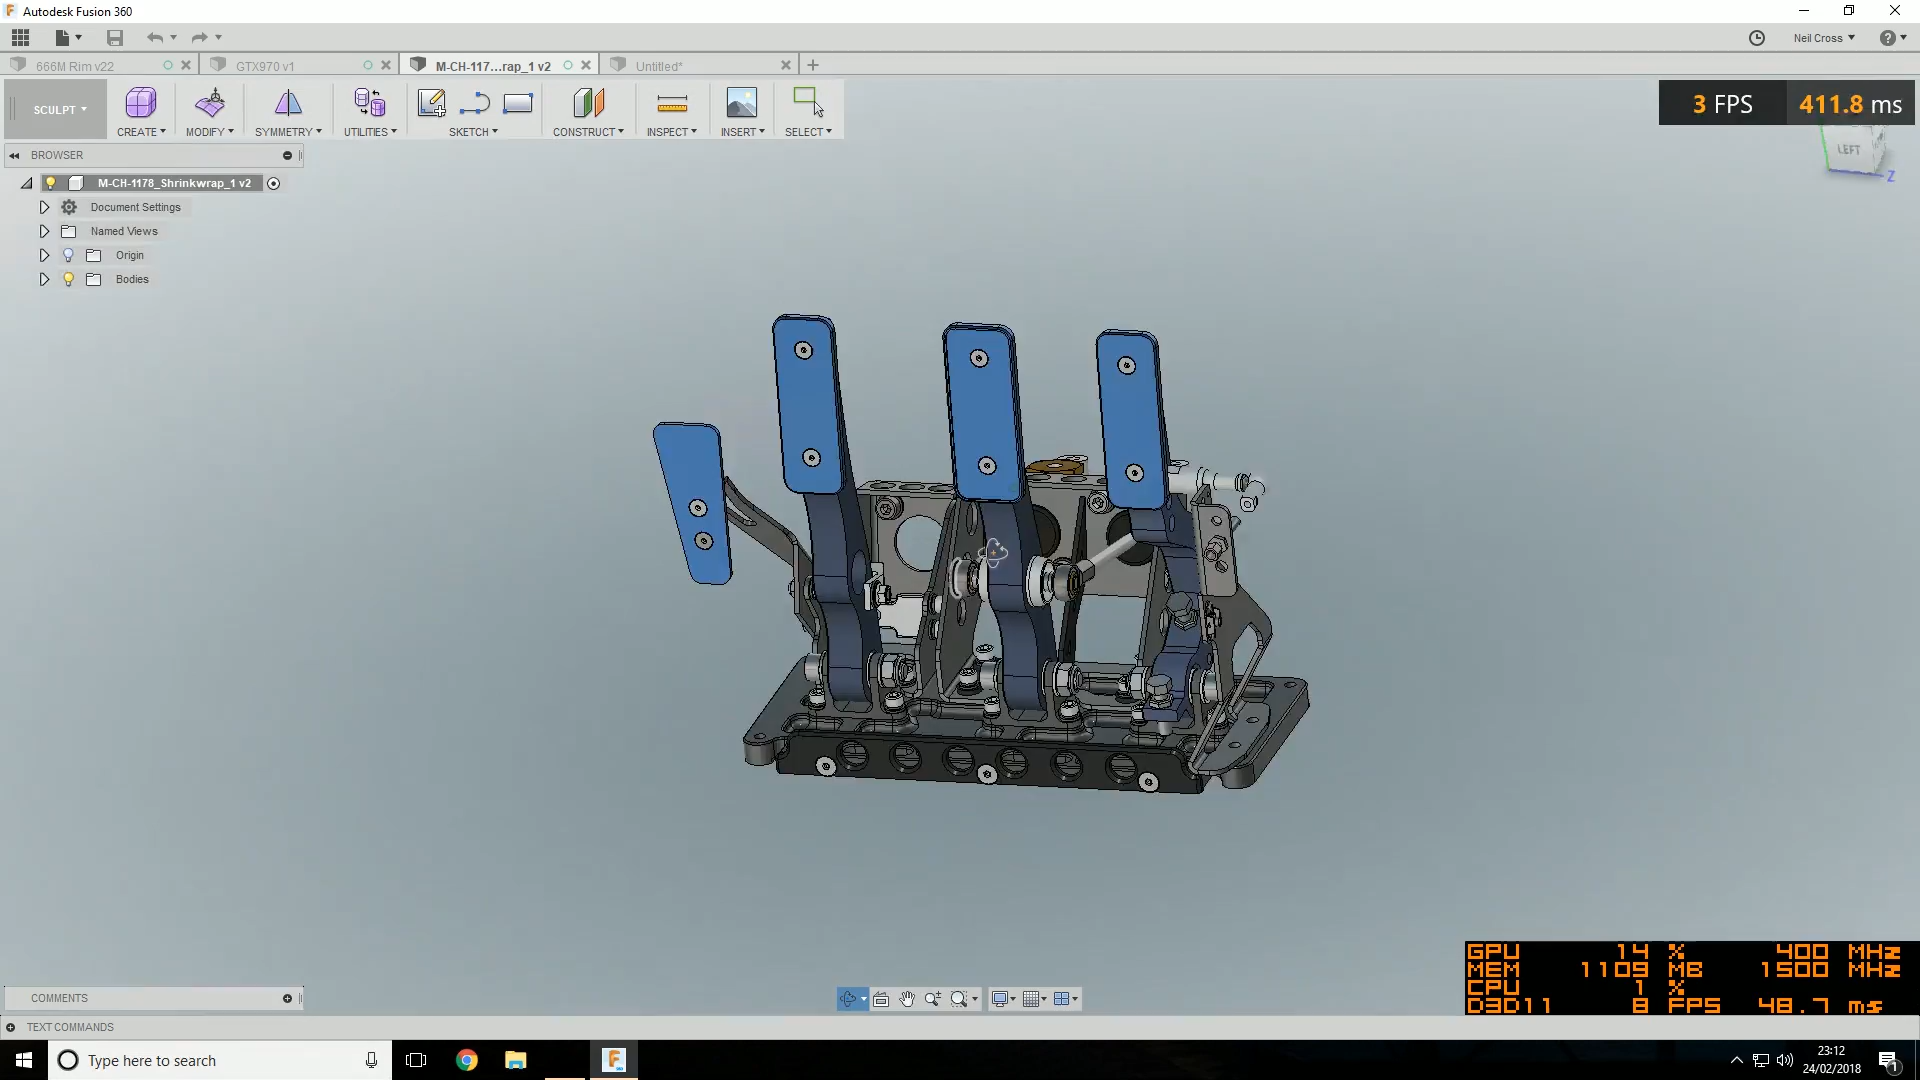 Autodesk Fusion 360
Neil Cross
666M Rim v22
GTX970 v1
M-CH-117...rap_1 v2
Untitled*
SCULPT
CREATE
MODIFY
SYMMETRY
UTILITIES
SKETCH
CONSTRUCT
INSPECT
INSERT
SELECT
3 FPS 411.8 ms
LEFT
Z
BROWSER
M-CH-1178_Shrinkwrap_1 v2
Document Settings
Named Views
Origin
Bodies
GPU 14 % 400 MHz
MEM 1109 MB 1500 MHz
CPU 1 %
D3D11 8 FPS 48.7 ms
COMMENTS
TEXT COMMANDS
Type here to search
23:12
24/02/2018
1